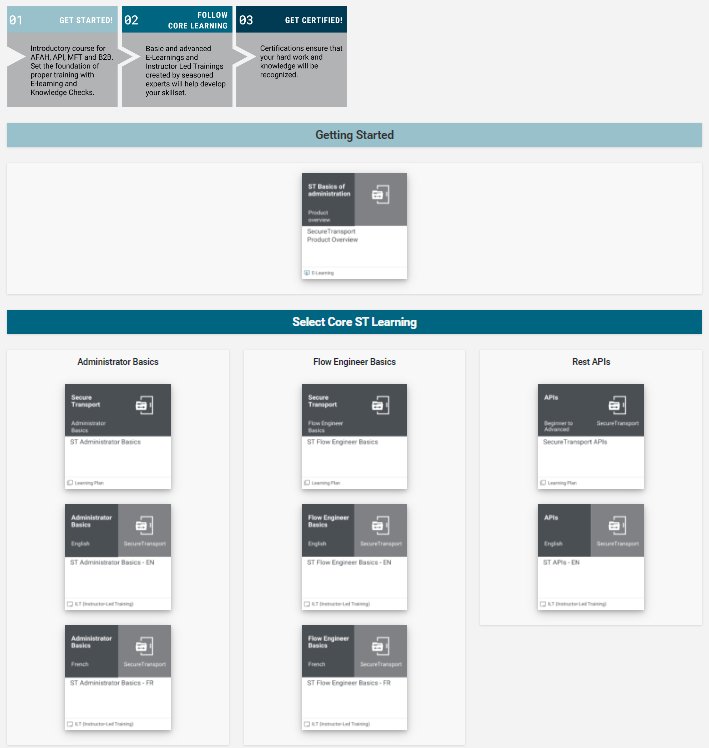 01 GET STARTED!
Introductory course for
AFAH, API, MFT and B2B.
Set the foundation of
proper training with
E-learning and
Knowledge Checks.
02 FOLLOW
CORE LEARNING
Basic and advanced
E-Learnings and
Instructor Led Trainings
created by seasoned
experts will help develop
your skillset.
03 GET CERTIFIED!
Certifications ensure that
your hard work and
knowledge will be
recognized.
Getting Started
ST Basics of
administration
Product
overview
SecureTransport
Product Overview
E-Learning
Select Core ST Learning
Administrator Basics
Secure
Transport
Administrator
Basics
ST Administrator Basics
Learning Plan
Administrator
Basics
English SecureTransport
ST Administrator Basics - EN
ILT (Instructor-Led Training)
Administrator
Basics
French SecureTransport
ST Administrator Basics - FR
ILT (Instructor-Led Training)
Flow Engineer Basics
Secure
Transport
Flow Engineer
Basics
ST Flow Engineer Basics
Learning Plan
Flow Engineer
Basics
English SecureTransport
ST Flow Engineer Basics - EN
ILT (Instructor-Led Training)
Flow Engineer
Basics
French SecureTransport
ST Flow Engineer Basics - FR
ILT (Instructor-Led Training)
Rest APIs
APIs
Beginner to
Advanced SecureTransport
SecureTransport APIs
Learning Plan
APIs
English SecureTransport
ST APIs - EN
ILT (Instructor-Led Training)